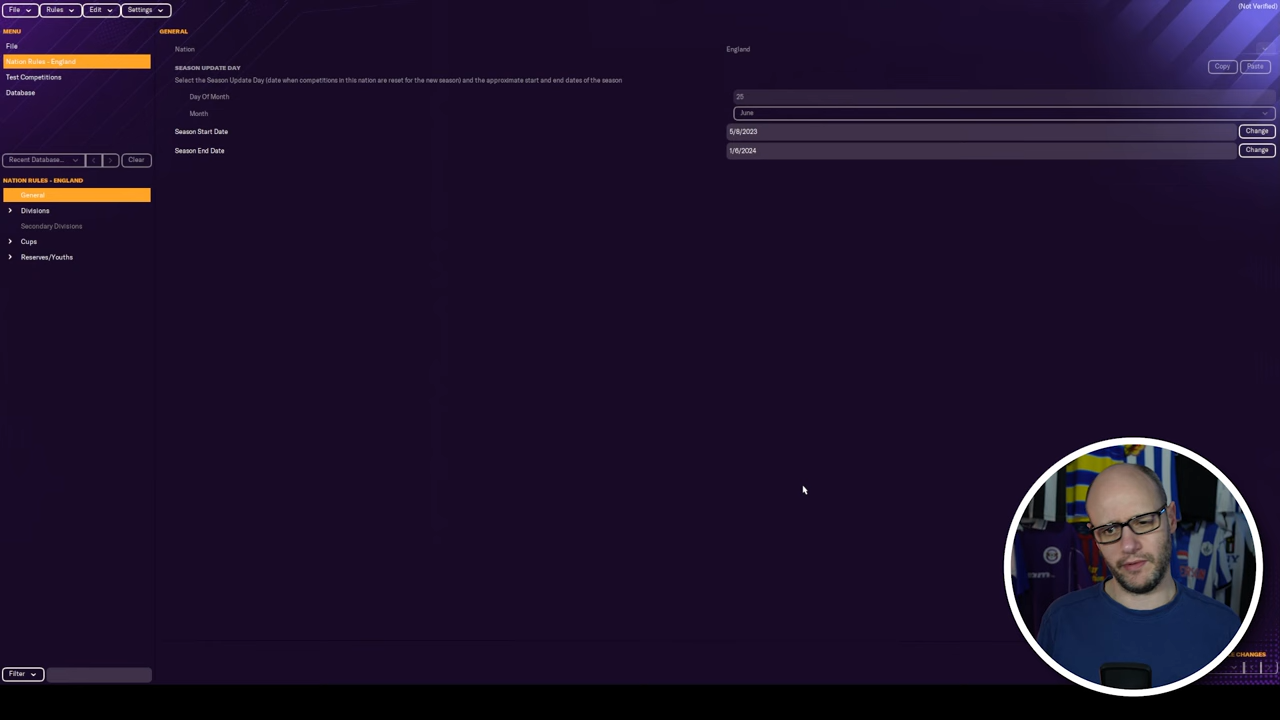 File
Rules
Edit
Settings
(Not Verified)
MENU
File
Nation Rules - England
Test Competitions
Database
Recent Database...
Clear
NATION RULES - ENGLAND
General
Divisions
Secondary Divisions
Cups
Reserves/Youths
Filter
GENERAL
Nation
England
SEASON UPDATE DAY
Copy
Paste
Select the Season Update Day (date when competitions in this nation are reset for the new season) and the approximate start and end dates of the season
Day Of Month
25
Month
June
Season Start Date
5/8/2023
Change
Season End Date
1/6/2024
Change
CHANGES